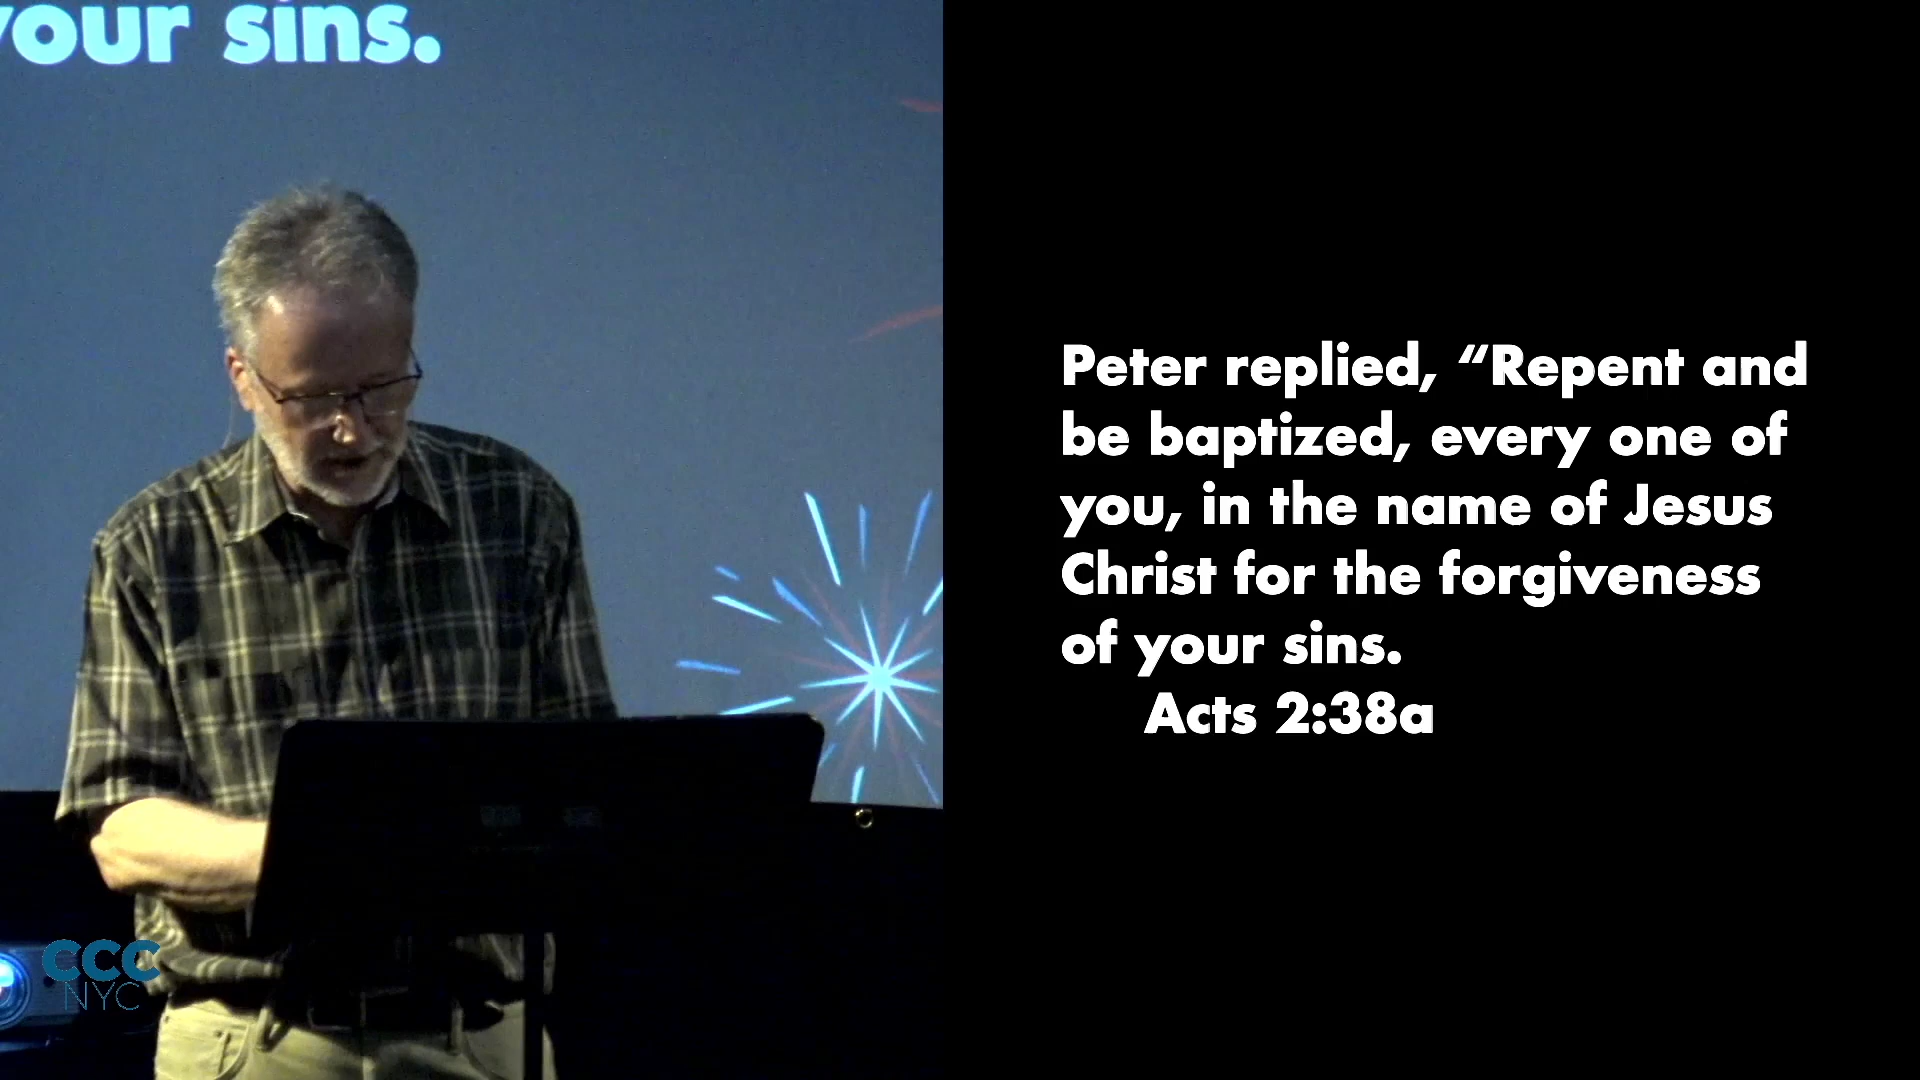 your sins.
Peter replied, “Repent and
be baptized, every one of
you, in the name of Jesus
Christ for the forgiveness
of your sins.
Acts 2:38a
CCC
NYC